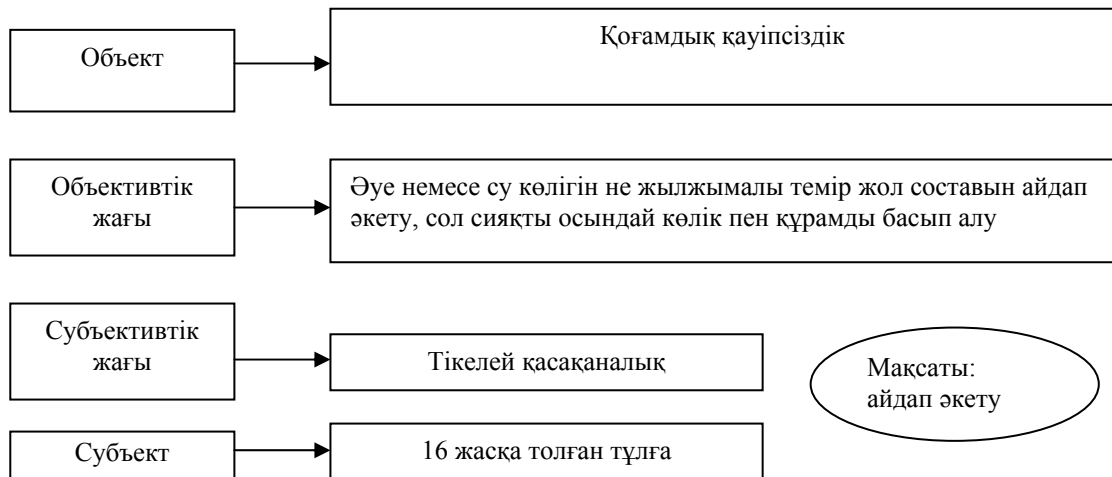 Объект
Қоғамдық қауіпсіздік
Объективтік
жағы
Әуе немесе су көлігін не жылжымалы темір жол составын айдап
әкету, сол сияқты осындай көлік пен құрамды басып алу
Субъективтік
жағы
Тікелей қасақаналық
Мақсаты:
айдап әкету
Субъект
16 жасқа толған тұлға